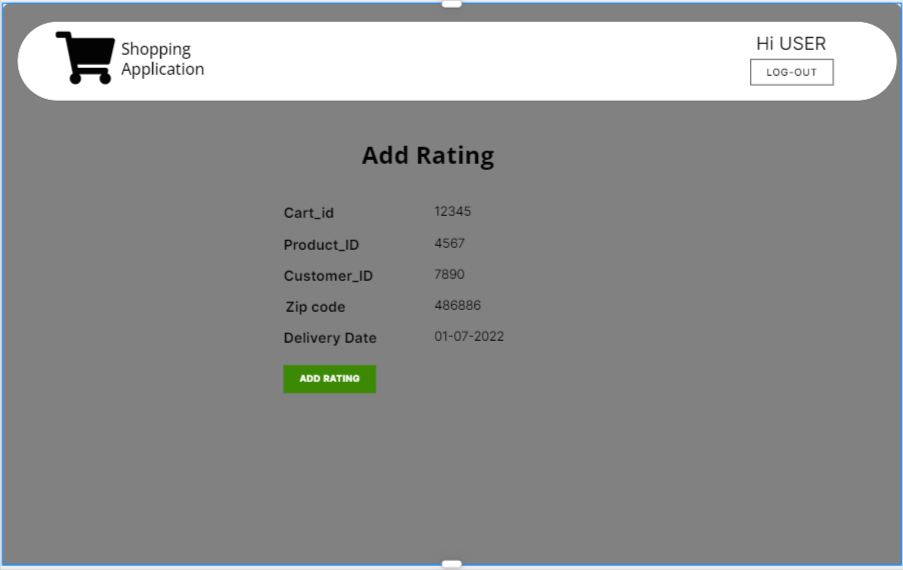 Shopping
Application
Hi USER
LOG-OUT
Add Rating
Cart_id 12345
Product_ID 4567
Customer_ID 7890
Zip code 486886
Delivery Date 01-07-2022
ADD RATING